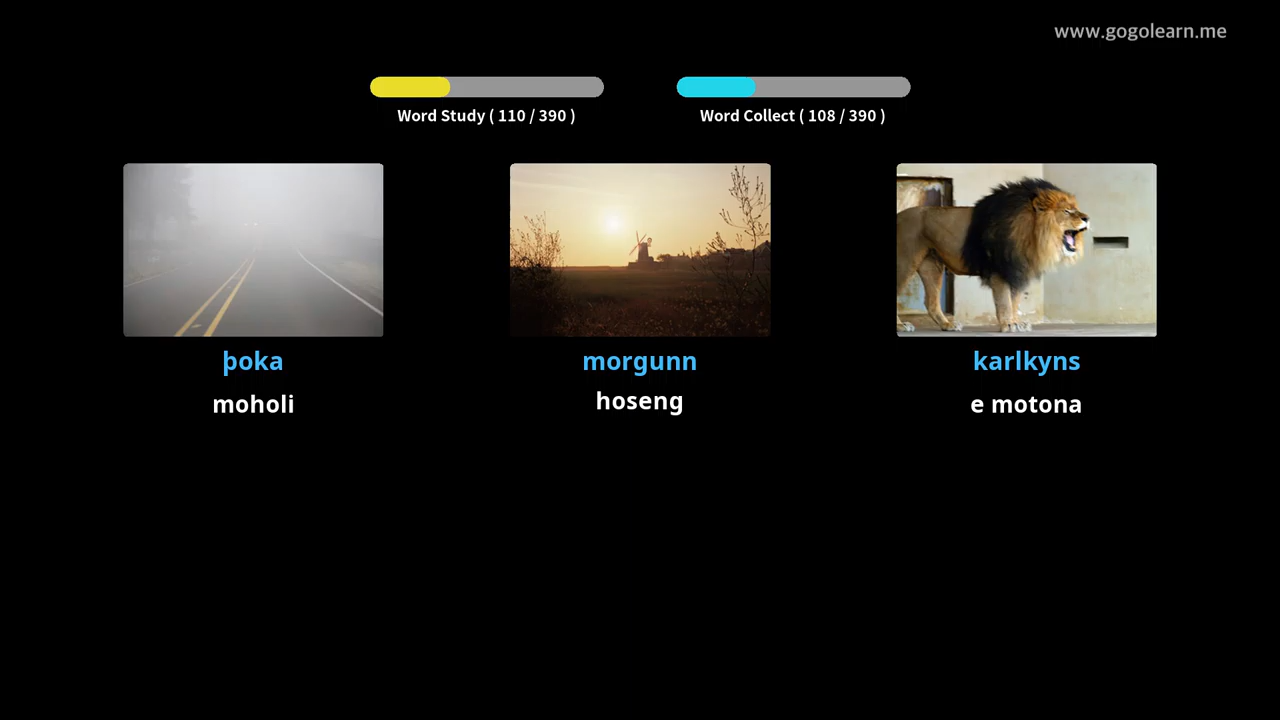 www.gogolearn.me
Word Study ( 110 / 390 )
Word Collect ( 108 / 390 )
þoka
morgunn
karlkyns
moholi
hoseng
e motona